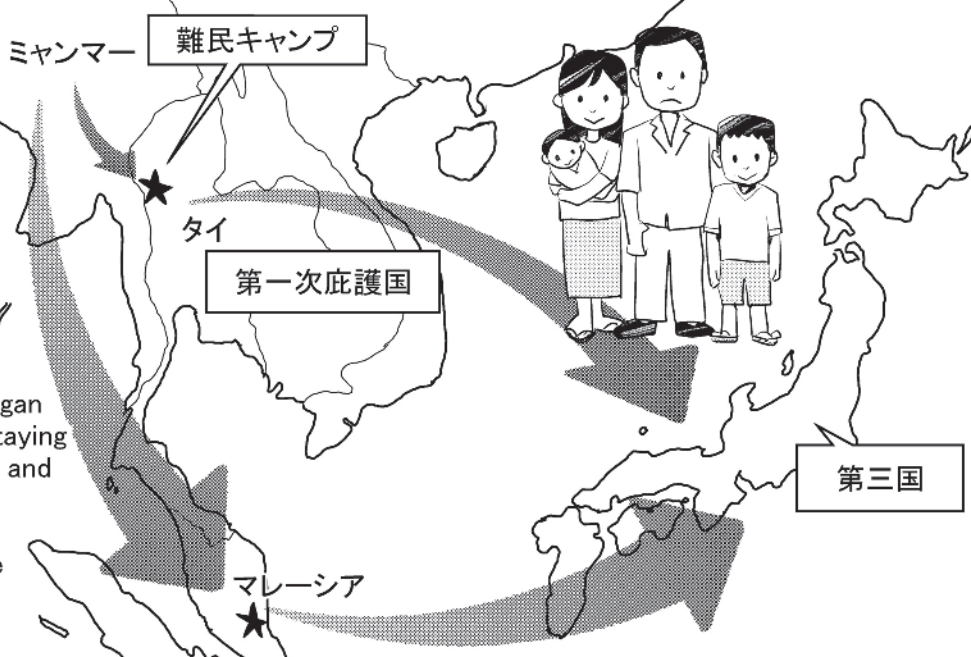 ミャンマー
難民キャンプ
タイ
第一次庇護国
gan
taying
and
第三国
e
マレーシア